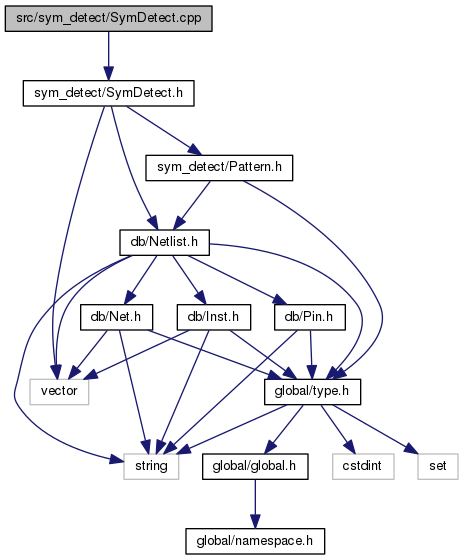 src/sym_detect/SymDetect.cpp
sym_detect/SymDetect.h
sym_detect/Pattern.h
db/Netlist.h
db/Net.h
db/Inst.h
db/Pin.h
vector
global/type.h
string
global/global.h
cstdint
set
global/namespace.h